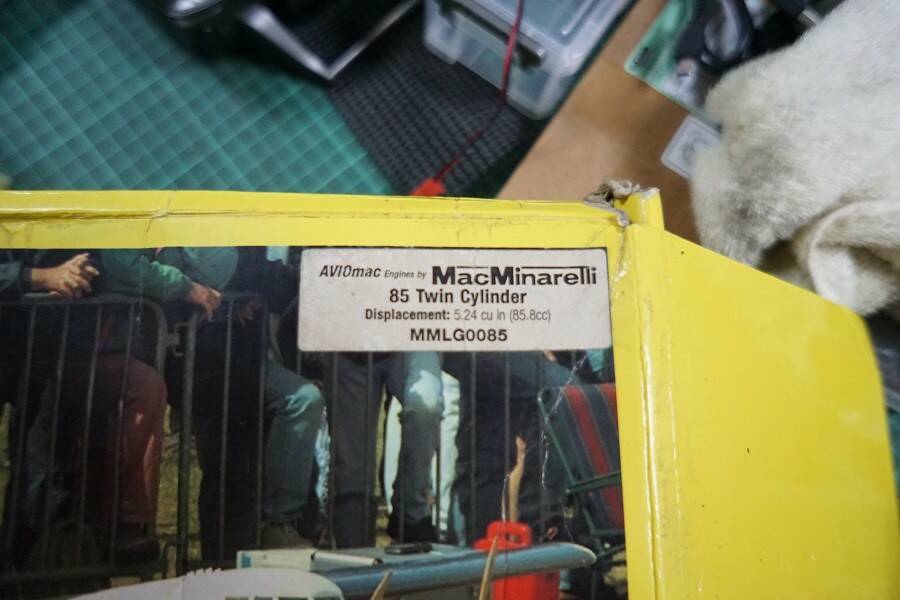 AVIOmac Engines by MacMinarelli
85 Twin Cylinder
Displacement: 5.24 cu in (85.8cc)
MMLG0085